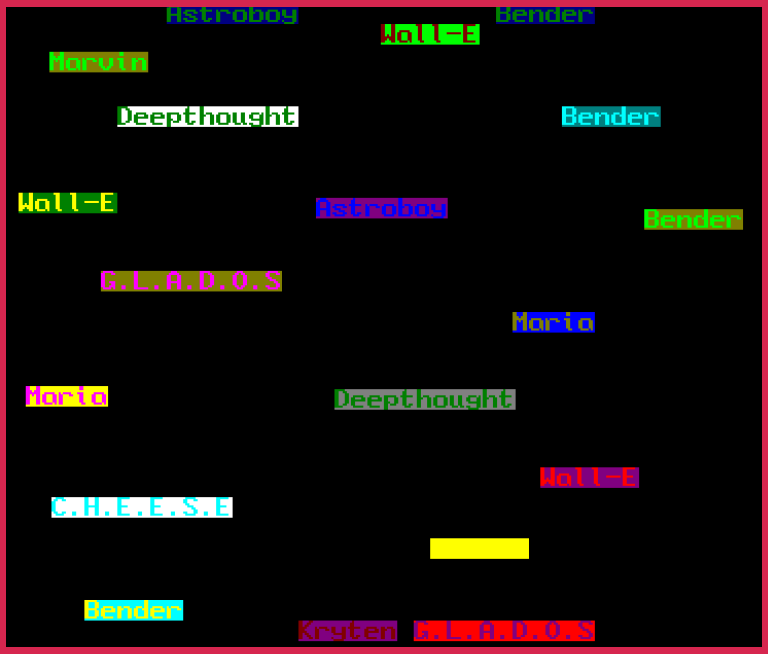 Astroboy Bender
Wall-E
Marvin
Deepthought Bender
Wall-E Astroboy
Bender
G.L.A.D.O.S
Maria
Maria Deepthought
Wall-E
C.H.E.E.S.E
Bender
Kryten G.L.A.D.O.S